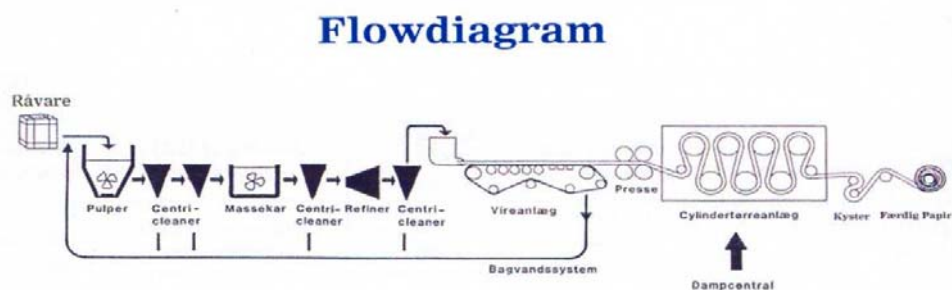 Flowdiagram
Råvare
Pulper
Centri-
cleaner
Massekar
Centri-
cleaner
Refiner
Centri-
cleaner
Vireanlæg
Presse
Cylindertørreanlæg
Kyster
Færdig Papir
Bagvandssystem
Dampcentral